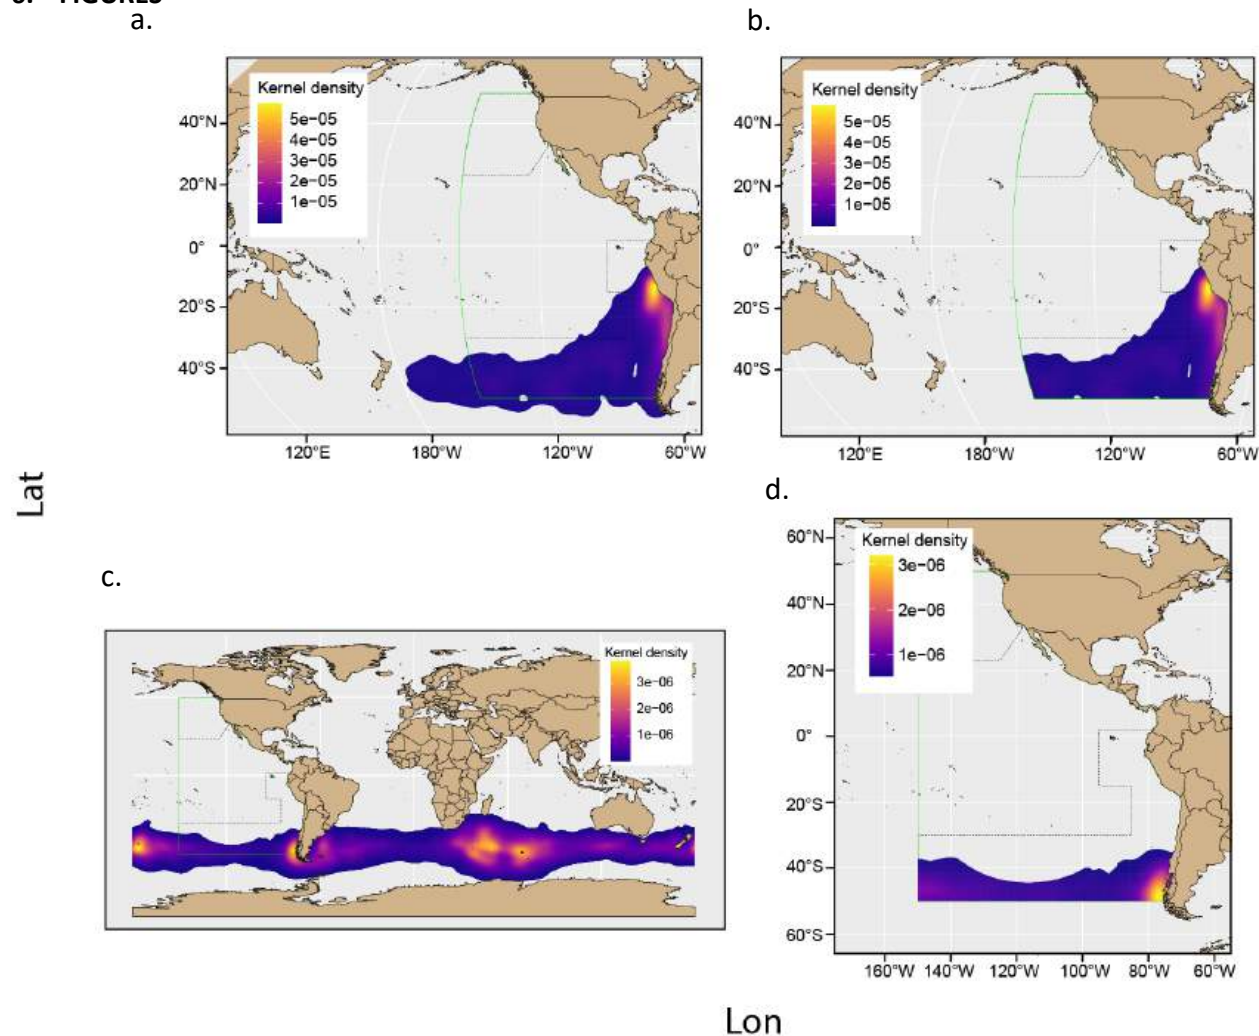 6. FIGURES
a.
b.
Kernel density
5e−05
4e−05
3e−05
2e−05
1e−05
40°N
20°N
0°
20°S
40°S
120°E
180°W
120°W
60°W
Kernel density
5e−05
4e−05
3e−05
2e−05
1e−05
40°N
20°N
0°
20°S
40°S
120°E
180°W
120°W
60°W
Lat
c.
d.
Kernel density
3e−06
2e−06
1e−06
Kernel density
3e−06
2e−06
1e−06
60°N
40°N
20°N
0°
20°S
40°S
60°S
160°W
140°W
120°W
100°W
80°W
60°W
Lon